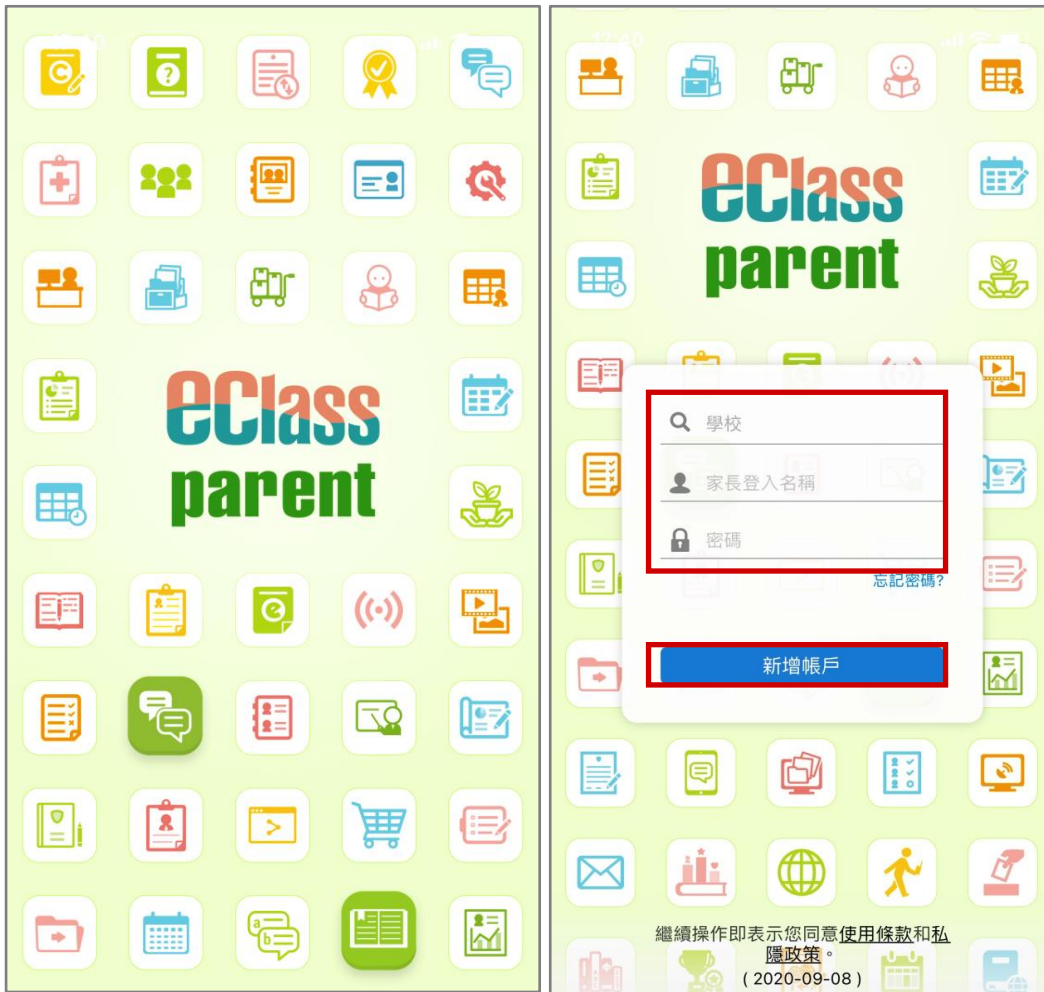 eClass
parent
17:40
eClass
parent
學校
家長登入名稱
密碼
忘記密碼?
新增帳戶
繼續操作即表示您同意使用條款和私
隱政策。
( 2020-09-08 )